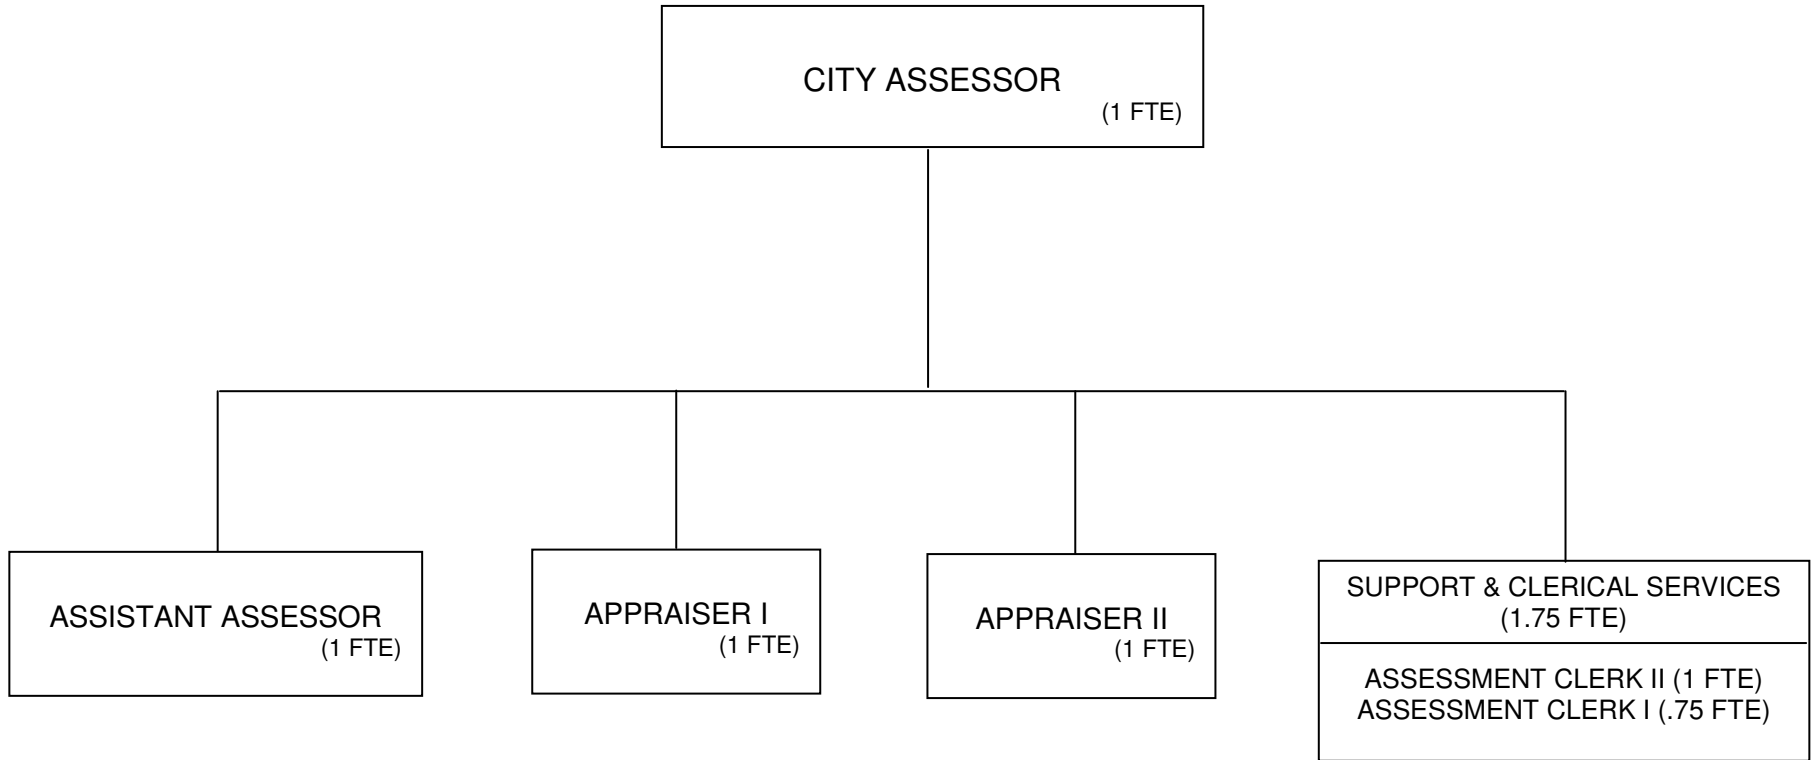 CITY ASSESSOR
(1 FTE)
ASSISTANT ASSESSOR
(1 FTE)
APPRAISER I
(1 FTE)
APPRAISER II
(1 FTE)
SUPPORT & CLERICAL SERVICES
(1.75 FTE)
ASSESSMENT CLERK II (1 FTE)
ASSESSMENT CLERK I (.75 FTE)